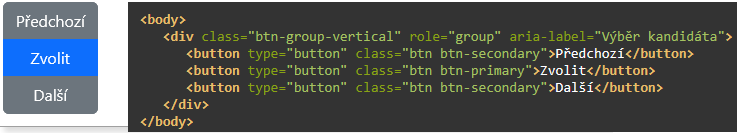 Předchozí
Zvolit
Další
<body>
<div class="btn-group-vertical" role="group" aria-label="Výběr kandidáta">
<button type="button" class="btn btn-secondary">Předchozí</button>
<button type="button" class="btn btn-primary">Zvolit</button>
<button type="button" class="btn btn-secondary">Další</button>
</div>
</body>